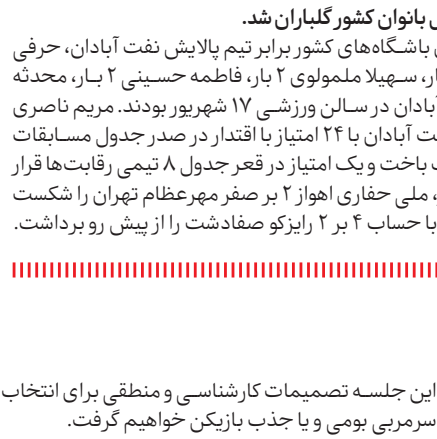 ی بانوان کشور گلباران شد.
ی باشگاه‌های کشور برابر تیم پالایش نفت آبادان، حرفی
ار، سهیلا ملمولوی ۲ بار، فاطمه حسینی ۲ بار، محدثه
آبادان در سالن ورزشی ۱۷ شهریور بودند. مریم ناصری
ت آبادان با ۲۴ امتیاز با اقتدار در صدر جدول مسابقات
باخت و یک امتیاز در قعر جدول ۸ تیمی رقابت‌ها قرار
، ملی حفاری اهواز ۲ بر صفر مهرعظام تهران را شکست
با حساب ۴ بر ۲ رایزکو صفادشت را از پیش رو برداشت.
این جلسه تصمیمات کارشناسی و منطقی برای انتخاب
سرمربی بومی و یا جذب بازیکن خواهیم گرفت.